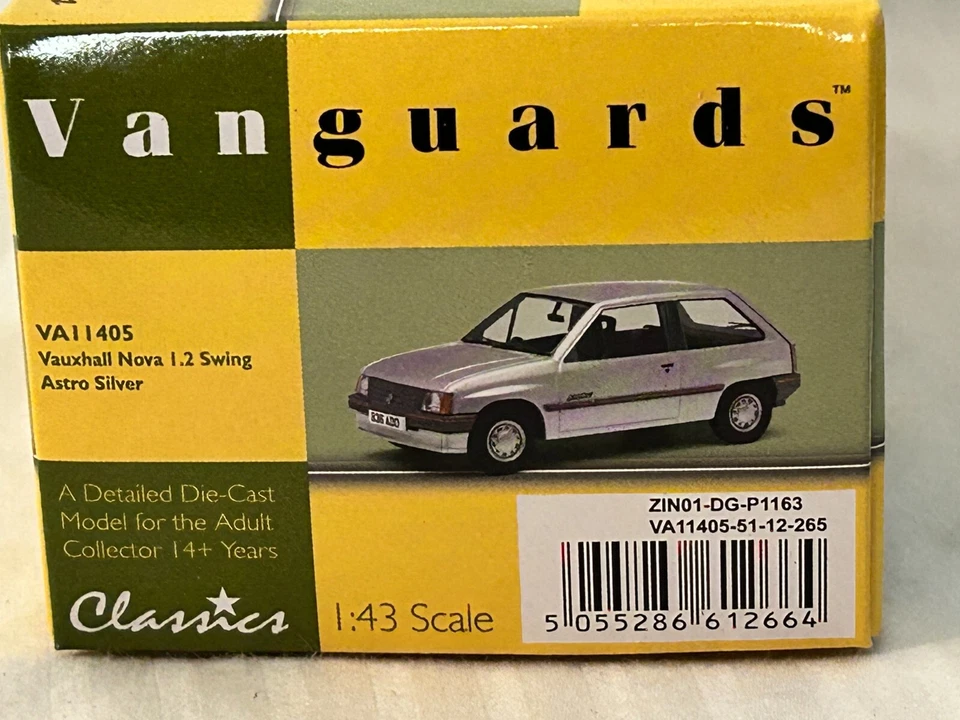 Vanguards™
VA11405
Vauxhall Nova 1.2 Swing
Astro Silver
A Detailed Die-Cast
Model for the Adult
Collector 14+ Years
Classics
1:43 Scale
ZIN01-DG-P1163
VA11405-51-12-265
5 055286 612664